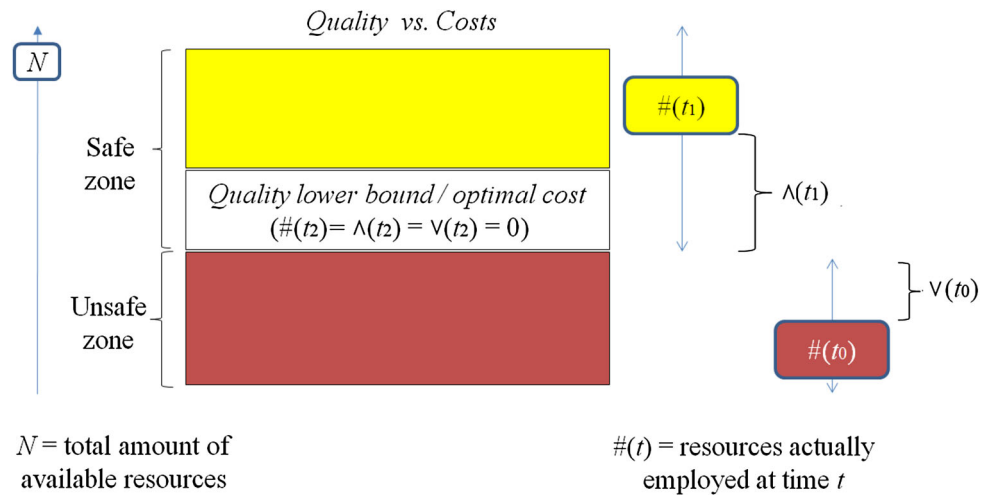 Quality vs. Costs
N
#(t₁)
Safe
zone
Quality lower bound / optimal cost
(#(t₂)= ∧(t₂) = ∨(t₂) = 0)
∧(t₁)
Unsafe
zone
∨(t₀)
#(t₀)
N = total amount of
available resources
#(t) = resources actually
employed at time t